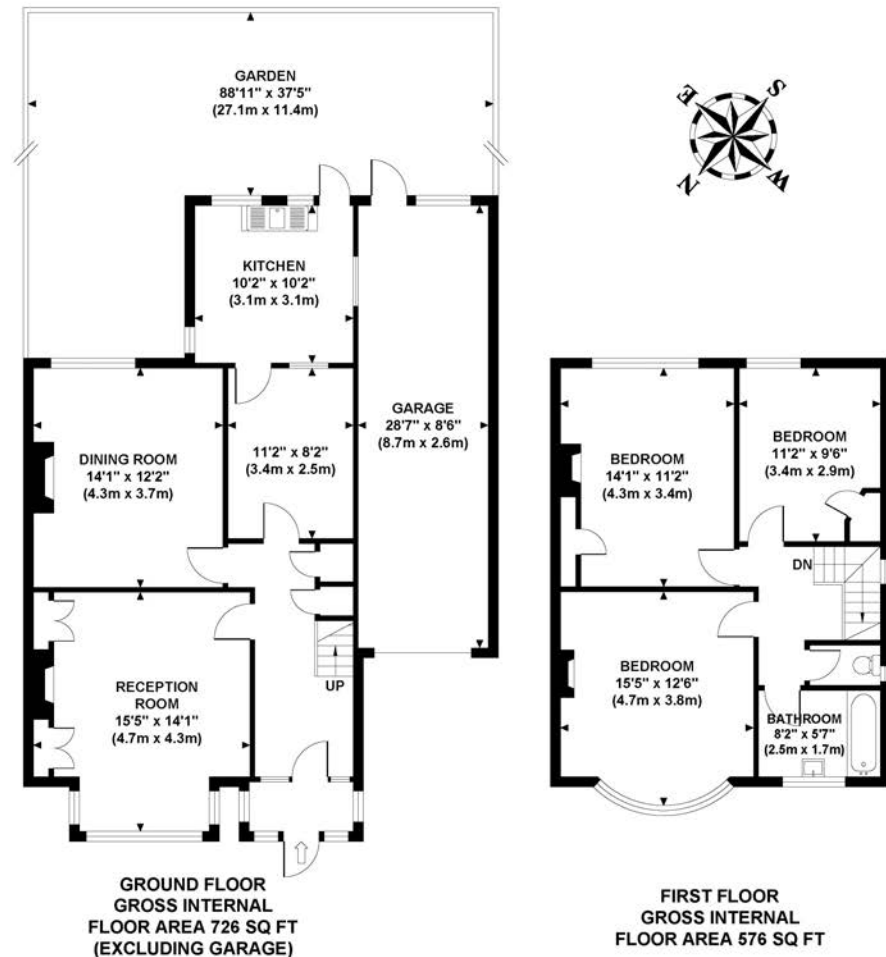 GARDEN
88'11" x 37'5"
(27.1m x 11.4m)
S
E
W
N
KITCHEN
10'2" x 10'2"
(3.1m x 3.1m)
DINING ROOM
14'1" x 12'2"
(4.3m x 3.7m)
11'2" x 8'2"
(3.4m x 2.5m)
GARAGE
28'7" x 8'6"
(8.7m x 2.6m)
RECEPTION
ROOM
15'5" x 14'1"
(4.7m x 4.3m)
UP
GROUND FLOOR
GROSS INTERNAL
FLOOR AREA 726 SQ FT
(EXCLUDING GARAGE)
BEDROOM
14'1" x 11'2"
(4.3m x 3.4m)
BEDROOM
11'2" x 9'6"
(3.4m x 2.9m)
DN
BEDROOM
15'5" x 12'6"
(4.7m x 3.8m)
BATHROOM
8'2" x 5'7"
(2.5m x 1.7m)
FIRST FLOOR
GROSS INTERNAL
FLOOR AREA 576 SQ FT